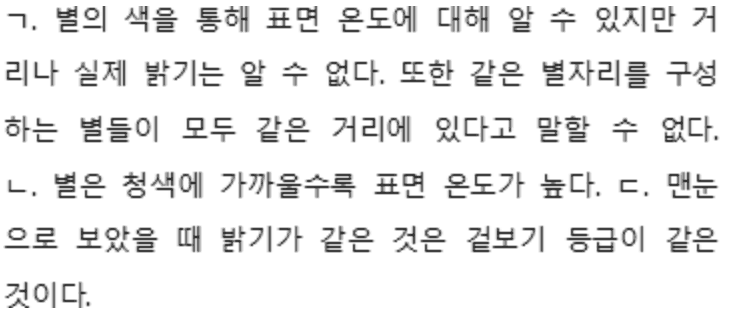 ㄱ. 별의 색을 통해 표면 온도에 대해 알 수 있지만 거
리나 실제 밝기는 알 수 없다. 또한 같은 별자리를 구성
하는 별들이 모두 같은 거리에 있다고 말할 수 없다.
ㄴ. 별은 청색에 가까울수록 표면 온도가 높다. ㄷ. 맨눈
으로 보았을 때 밝기가 같은 것은 겉보기 등급이 같은
것이다.